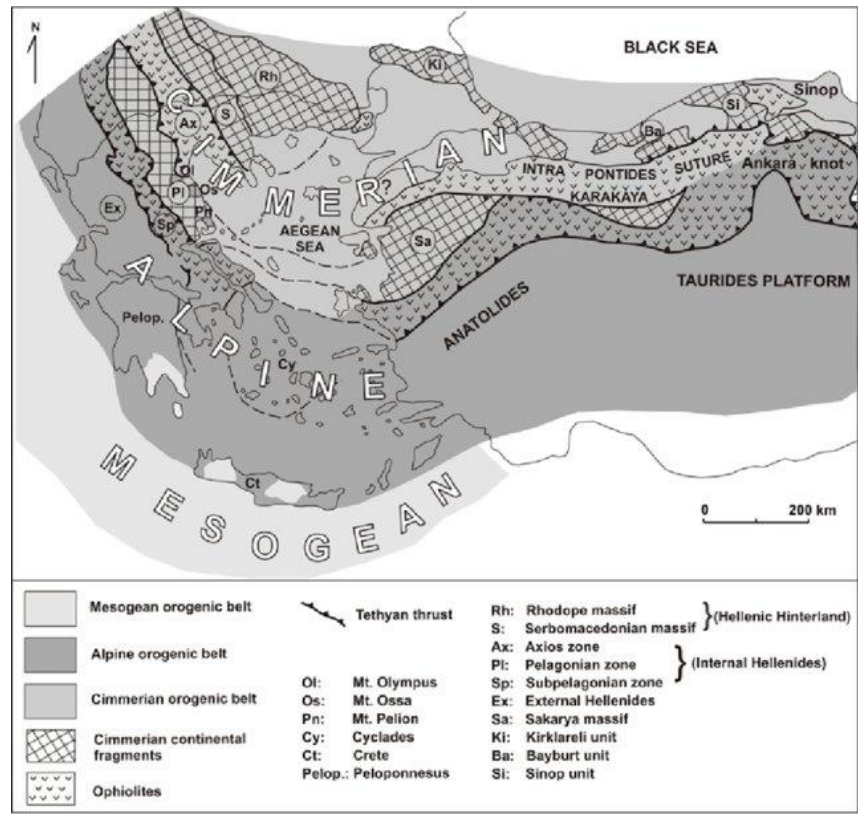 N
BLACK SEA
Rh
Ki
Sinop
S
Si
Ax
Ba
CIMMERIAN
Ol
INTRA PONTIDES SUTURE
Ankara knot
Os
?
KARAKAYA
Pl
Pn
Ex
AEGEAN
SEA
Sp
Sa
TAURIDES PLATFORM
ANATOLIDES
Pelop.
ALPINE
Cy
MESOGEAN
Ct
0 200 km
Mesogean orogenic belt
Alpine orogenic belt
Cimmerian orogenic belt
Cimmerian continental
fragments
Ophiolites
Tethyan thrust
Ol: Mt. Olympus
Os: Mt. Ossa
Pn: Mt. Pelion
Cy: Cyclades
Ct: Crete
Pelop.: Peloponnesus
Rh: Rhodope massif
S: Serbomacedonian massif
(Hellenic Hinterland)
Ax: Axios zone
Pl: Pelagonian zone
(Internal Hellenides)
Sp: Subpelagonian zone
Ex: External Hellenides
Sa: Sakarya massif
Ki: Kirklareli unit
Ba: Bayburt unit
Si: Sinop unit